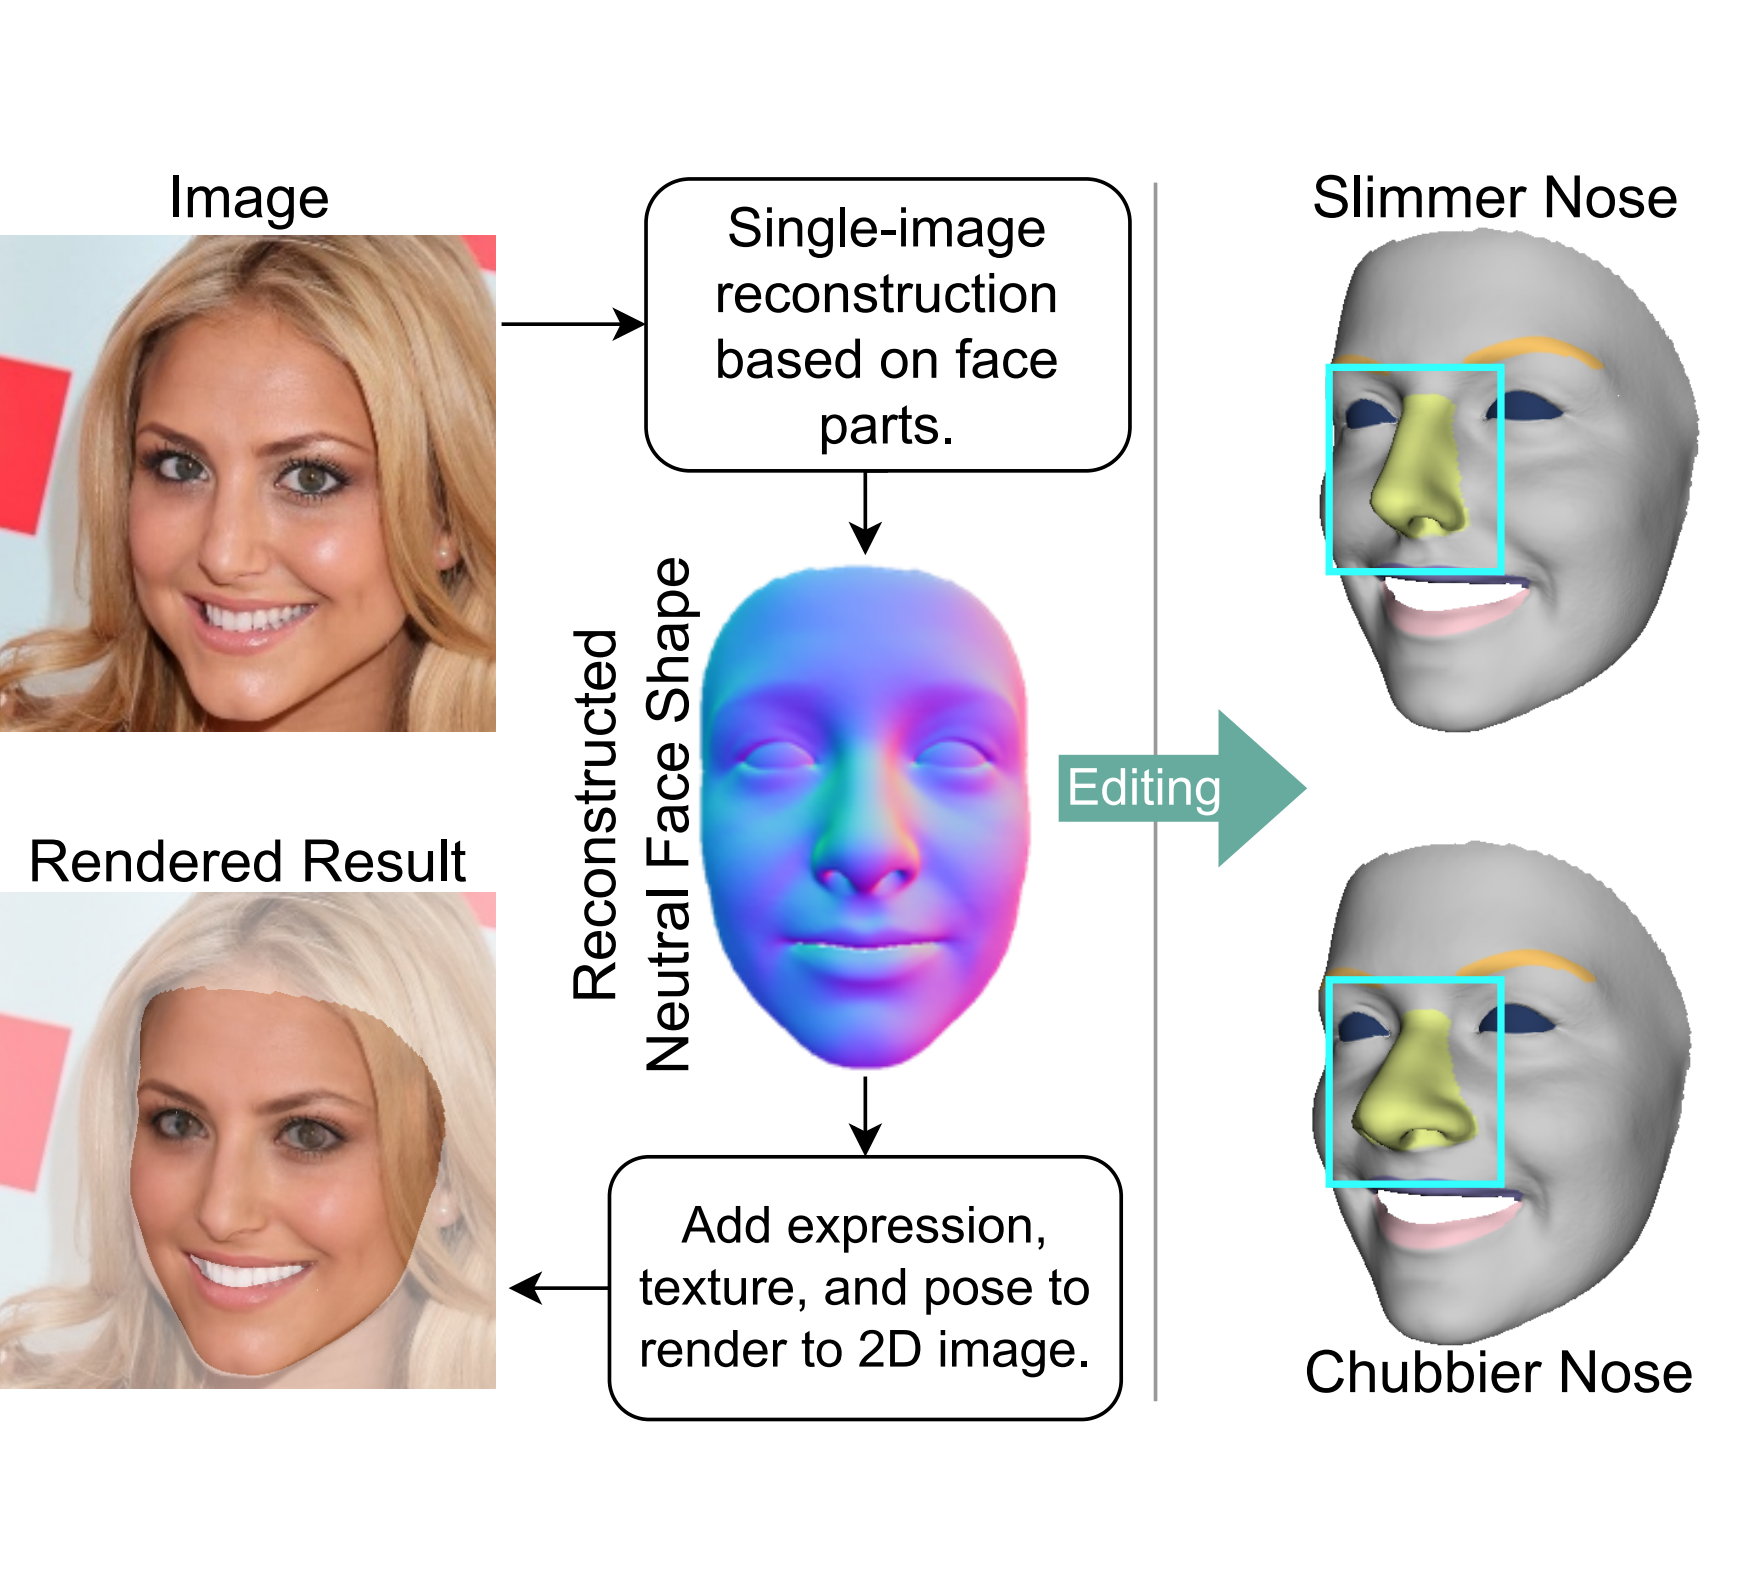 Image
Single-image
reconstruction
based on face
parts.
Reconstructed
Neutral Face Shape
Add expression,
texture, and pose to
render to 2D image.
Rendered Result
Editing
Slimmer Nose
Chubbier Nose